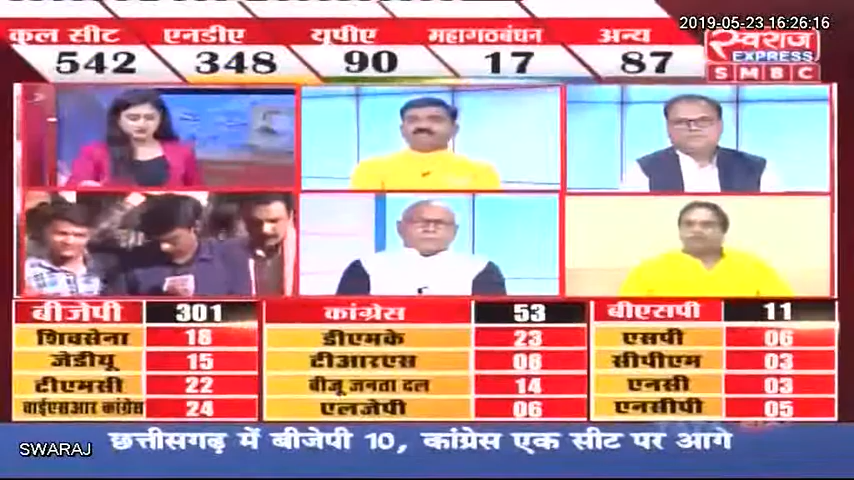 2019-05-23 16:26:16
कुल सीट एनडीए यूपीए महागठबंधन अन्य
542 348 90 17 87
स्वराज
EXPRESS
SMBC
बीजेपी 301 कांग्रेस 53 बीएसपी 11
शिवसेना 18 डीएमके 23 एसपी 06
जेडीयू 15 टीआरएस 08 सीपीएम 03
टीएमसी 22 बीजू जनता दल 14 एनसी 03
वाईएसआर कांग्रेस 24 एलजेपी 06 एनसीपी 05
SWARAJ
छत्तीसगढ़ में बीजेपी 10, कांग्रेस एक सीट पर आगे